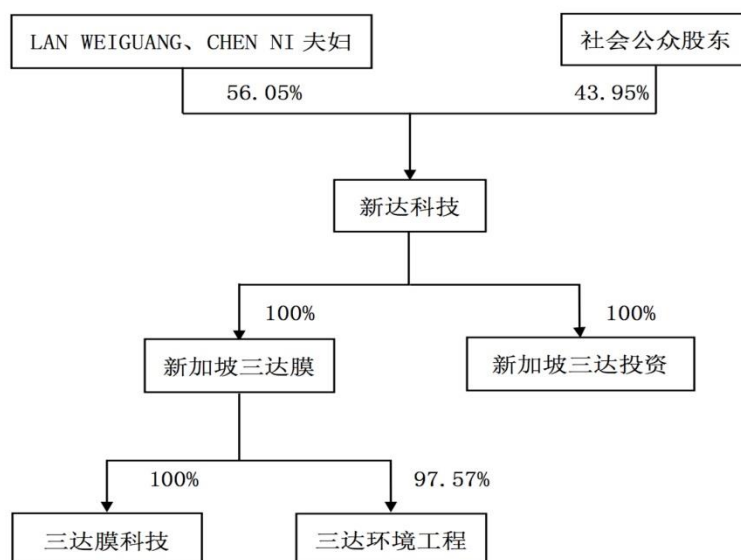 LAN WEIGUANG、CHEN NI 夫妇
社会公众股东
56.05%
43.95%
新达科技
100%
100%
新加坡三达膜
新加坡三达投资
100%
97.57%
三达膜科技
三达环境工程